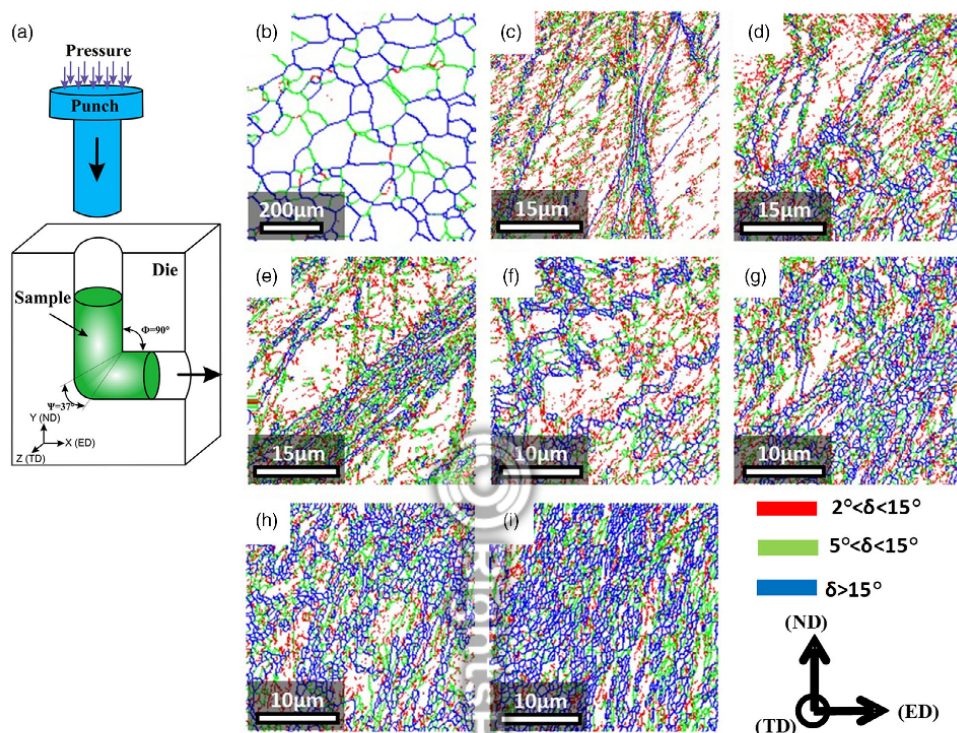 (a)
Pressure
Punch
Die
Sample
Φ=90°
Ψ=37°
Y (ND)
X (ED)
Z (TD)
(b)
200μm
(c)
15μm
(d)
15μm
(e)
15μm
(f)
10μm
(g)
10μm
(h)
10μm
(i)
10μm
2°<δ<15°
5°<δ<15°
δ>15°
(ND)
(TD)
(ED)